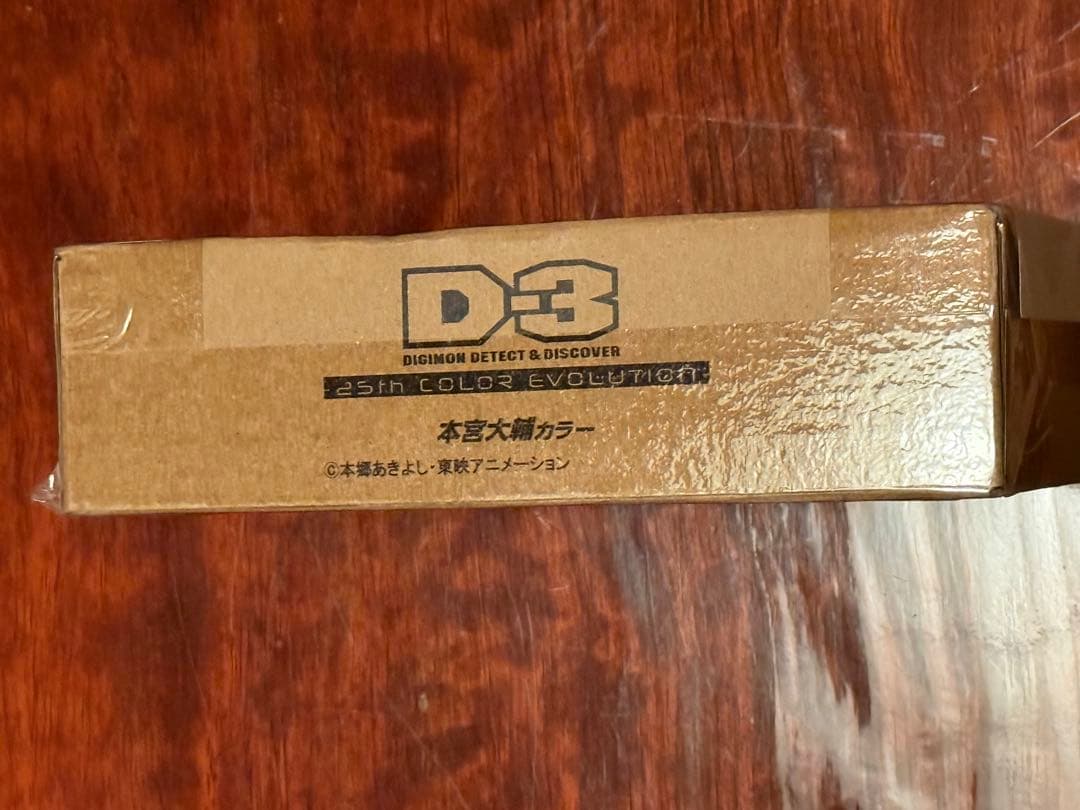 D-3
DIGIMON DETECT & DISCOVER
25th COLOR EVOLUTION
本宮大輔カラー
©本郷あきよし・東映アニメーション